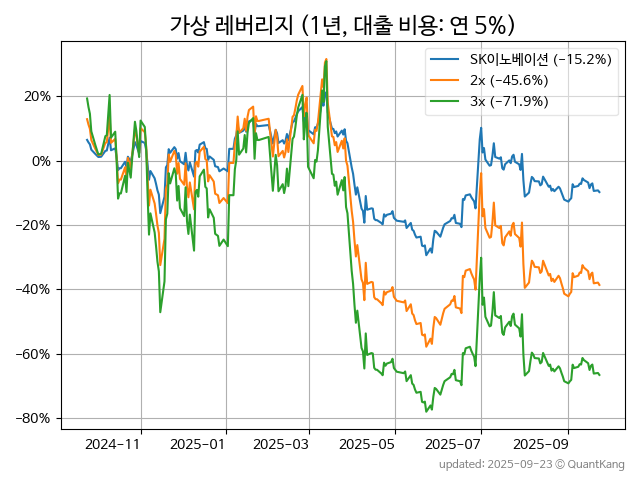 가상 레버리지 (1년, 대출 비용: 연 5%)
SK이노베이션 (−15.2%)
2x (−45.6%)
3x (−71.9%)
20%
0%
−20%
−40%
−60%
−80%
2024-11 2025-01 2025-03 2025-05 2025-07 2025-09
updated: 2025-09-23 © QuantKang